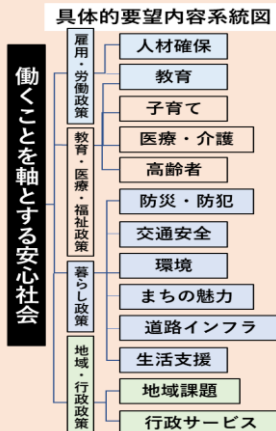 具体的要望内容系統図
働くことを軸とする安心社会
雇用・労働政策
人材確保
教育
教育・医療・福祉政策
子育て
医療・介護
高齢者
暮らし政策
防災・防犯
交通安全
環境
まちの魅力
道路インフラ
生活支援
地域・行政政策
地域課題
行政サービス